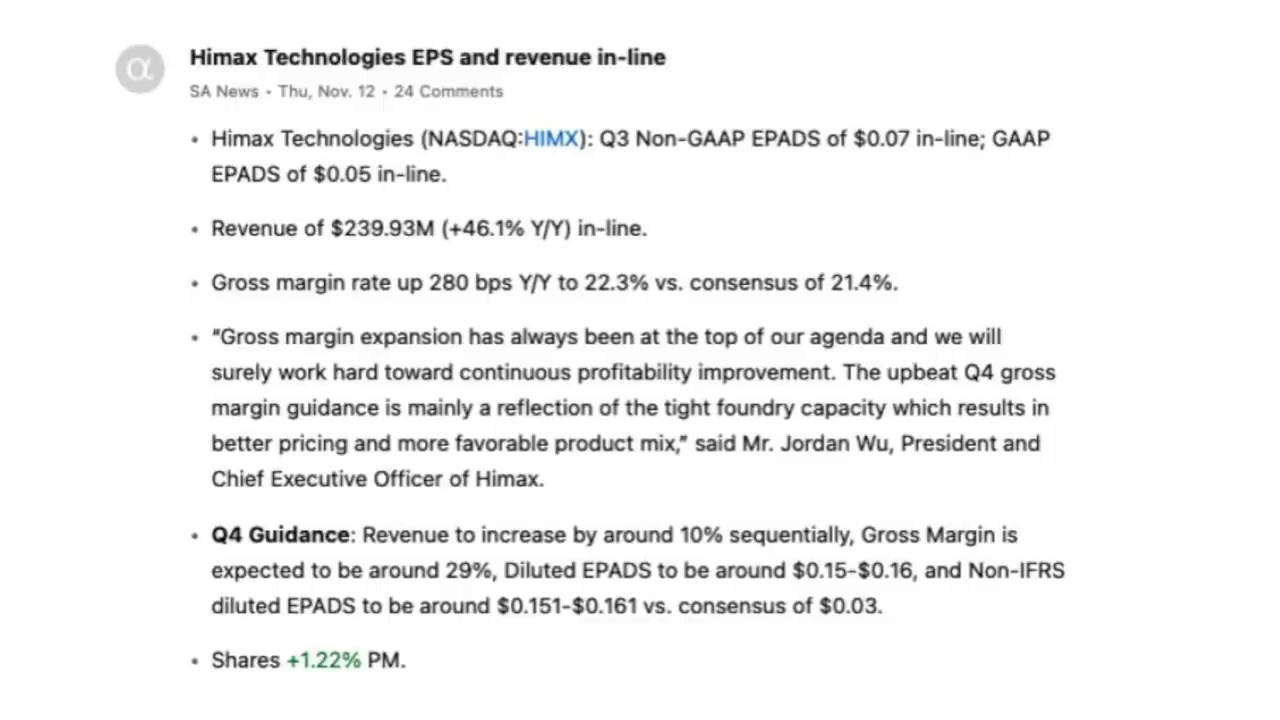 α
Himax Technologies EPS and revenue in-line
SA News • Thu, Nov. 12 • 24 Comments
• Himax Technologies (NASDAQ:HIMX): Q3 Non-GAAP EPADS of $0.07 in-line; GAAP
EPADS of $0.05 in-line.
• Revenue of $239.93M (+46.1% Y/Y) in-line.
• Gross margin rate up 280 bps Y/Y to 22.3% vs. consensus of 21.4%.
• “Gross margin expansion has always been at the top of our agenda and we will
surely work hard toward continuous profitability improvement. The upbeat Q4 gross
margin guidance is mainly a reflection of the tight foundry capacity which results in
better pricing and more favorable product mix,” said Mr. Jordan Wu, President and
Chief Executive Officer of Himax.
• Q4 Guidance: Revenue to increase by around 10% sequentially, Gross Margin is
expected to be around 29%, Diluted EPADS to be around $0.15-$0.16, and Non-IFRS
diluted EPADS to be around $0.151-$0.161 vs. consensus of $0.03.
• Shares +1.22% PM.